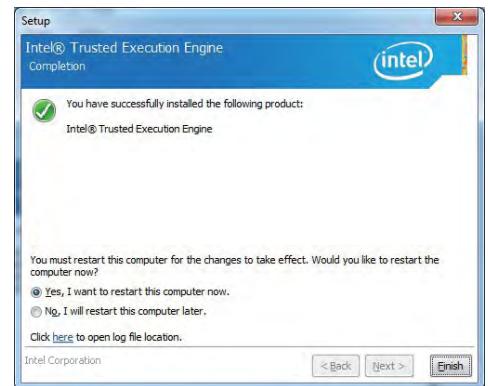 Setup
Intel® Trusted Execution Engine
Completion
intel
You have successfully installed the following product:
Intel® Trusted Execution Engine
You must restart this computer for the changes to take effect. Would you like to restart the
computer now?
Yes, I want to restart this computer now.
No, I will restart this computer later.
Click here to open log file location.
Intel Corporation
< Back Next > Finish